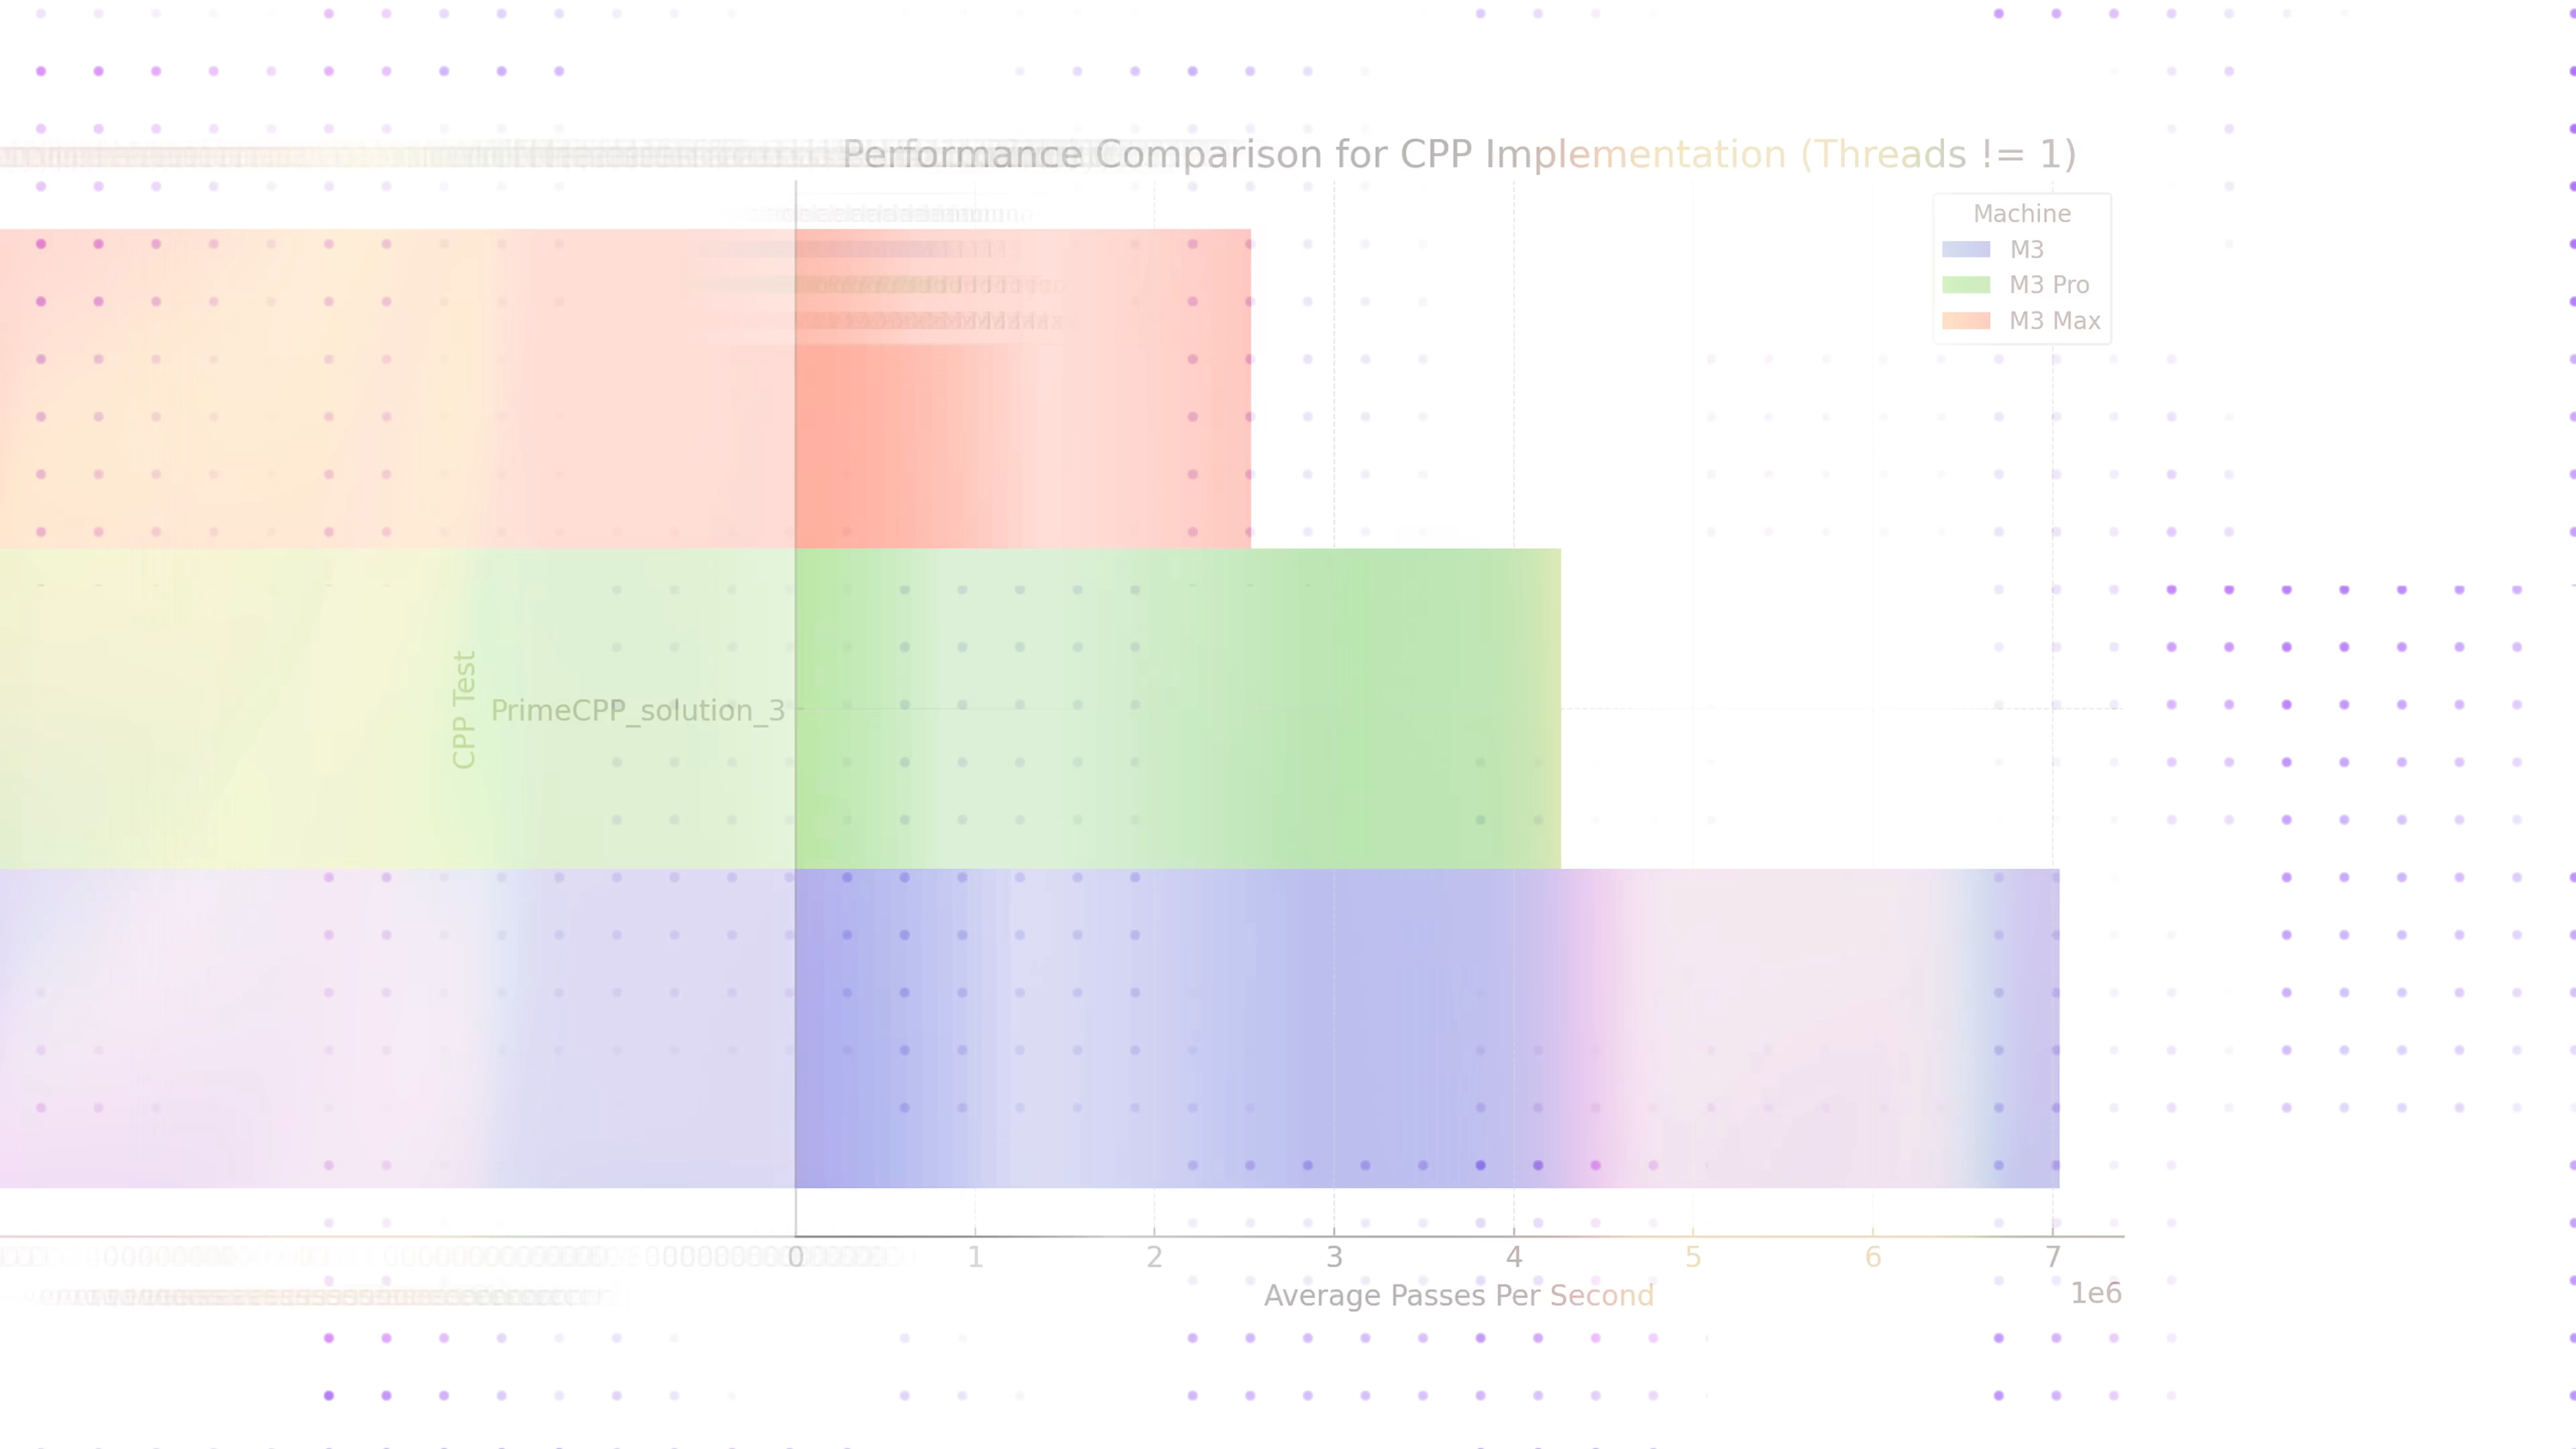 Performance Comparison for CPP Implementation (Threads != 1)
Machine
M3
M3 Pro
M3 Max
CPP Test
PrimeCPP_solution_3
0 1 2 3 4 5 6 7
1e6
Average Passes Per Second